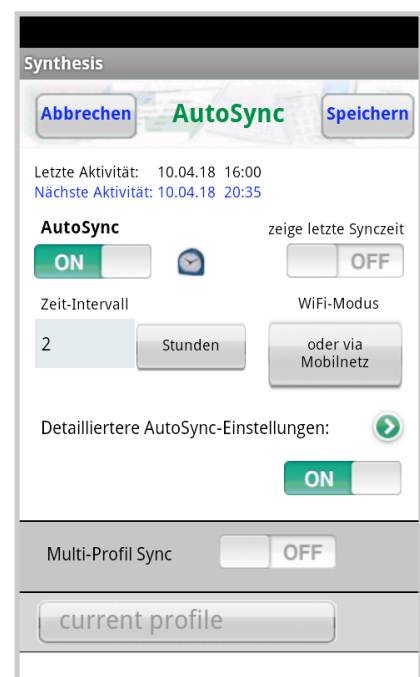 Synthesis
Abbrechen AutoSync Speichern
Letzte Aktivität: 10.04.18 16:00
Nächste Aktivität: 10.04.18 20:35
AutoSync zeige letzte Synczeit
ON OFF
Zeit-Intervall WiFi-Modus
2 Stunden oder via
Mobilnetz
Detailliertere AutoSync-Einstellungen:
ON
Multi-Profil Sync OFF
current profile